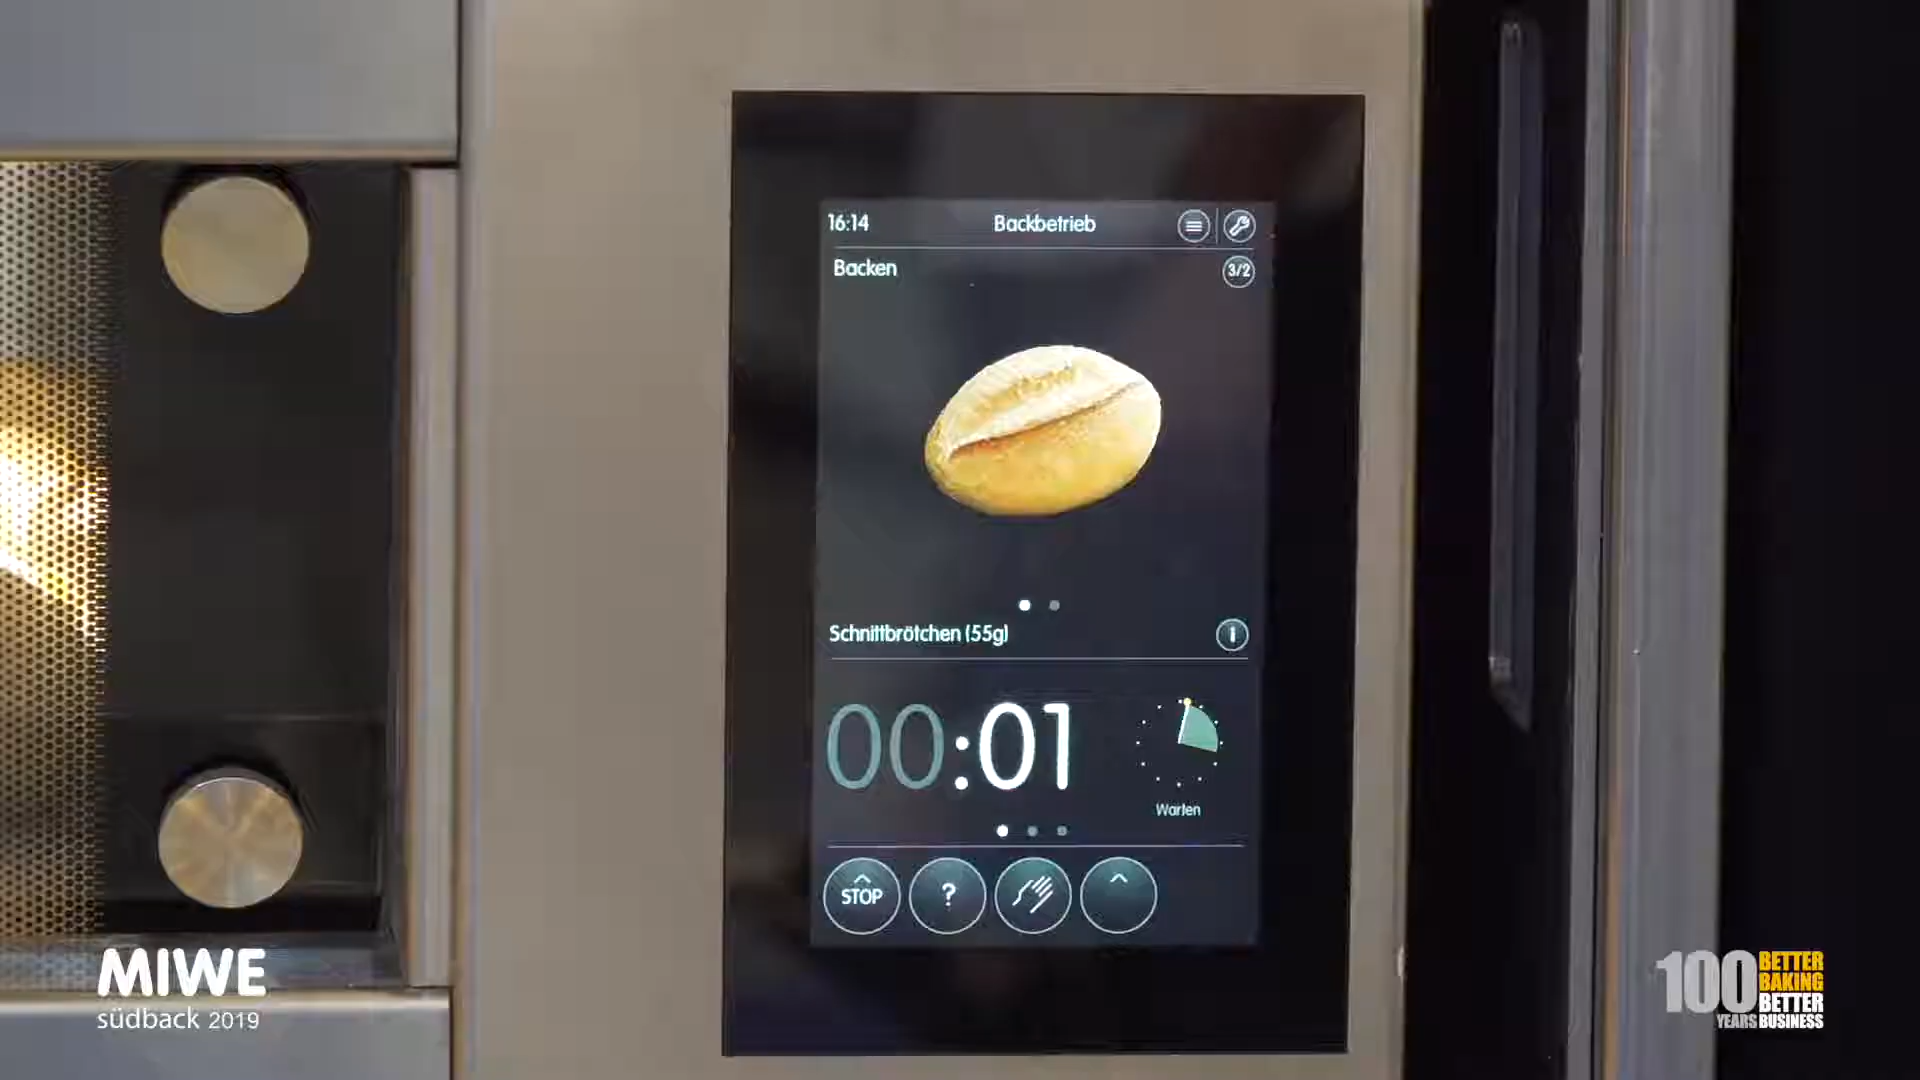 16:14 Backbetrieb
Backen 3/2
Schnittbrötchen (55g) i
00:01
Warten
STOP ?
MIWE
südback 2019
100 YEARS
BETTER
BAKING
BETTER
BUSINESS